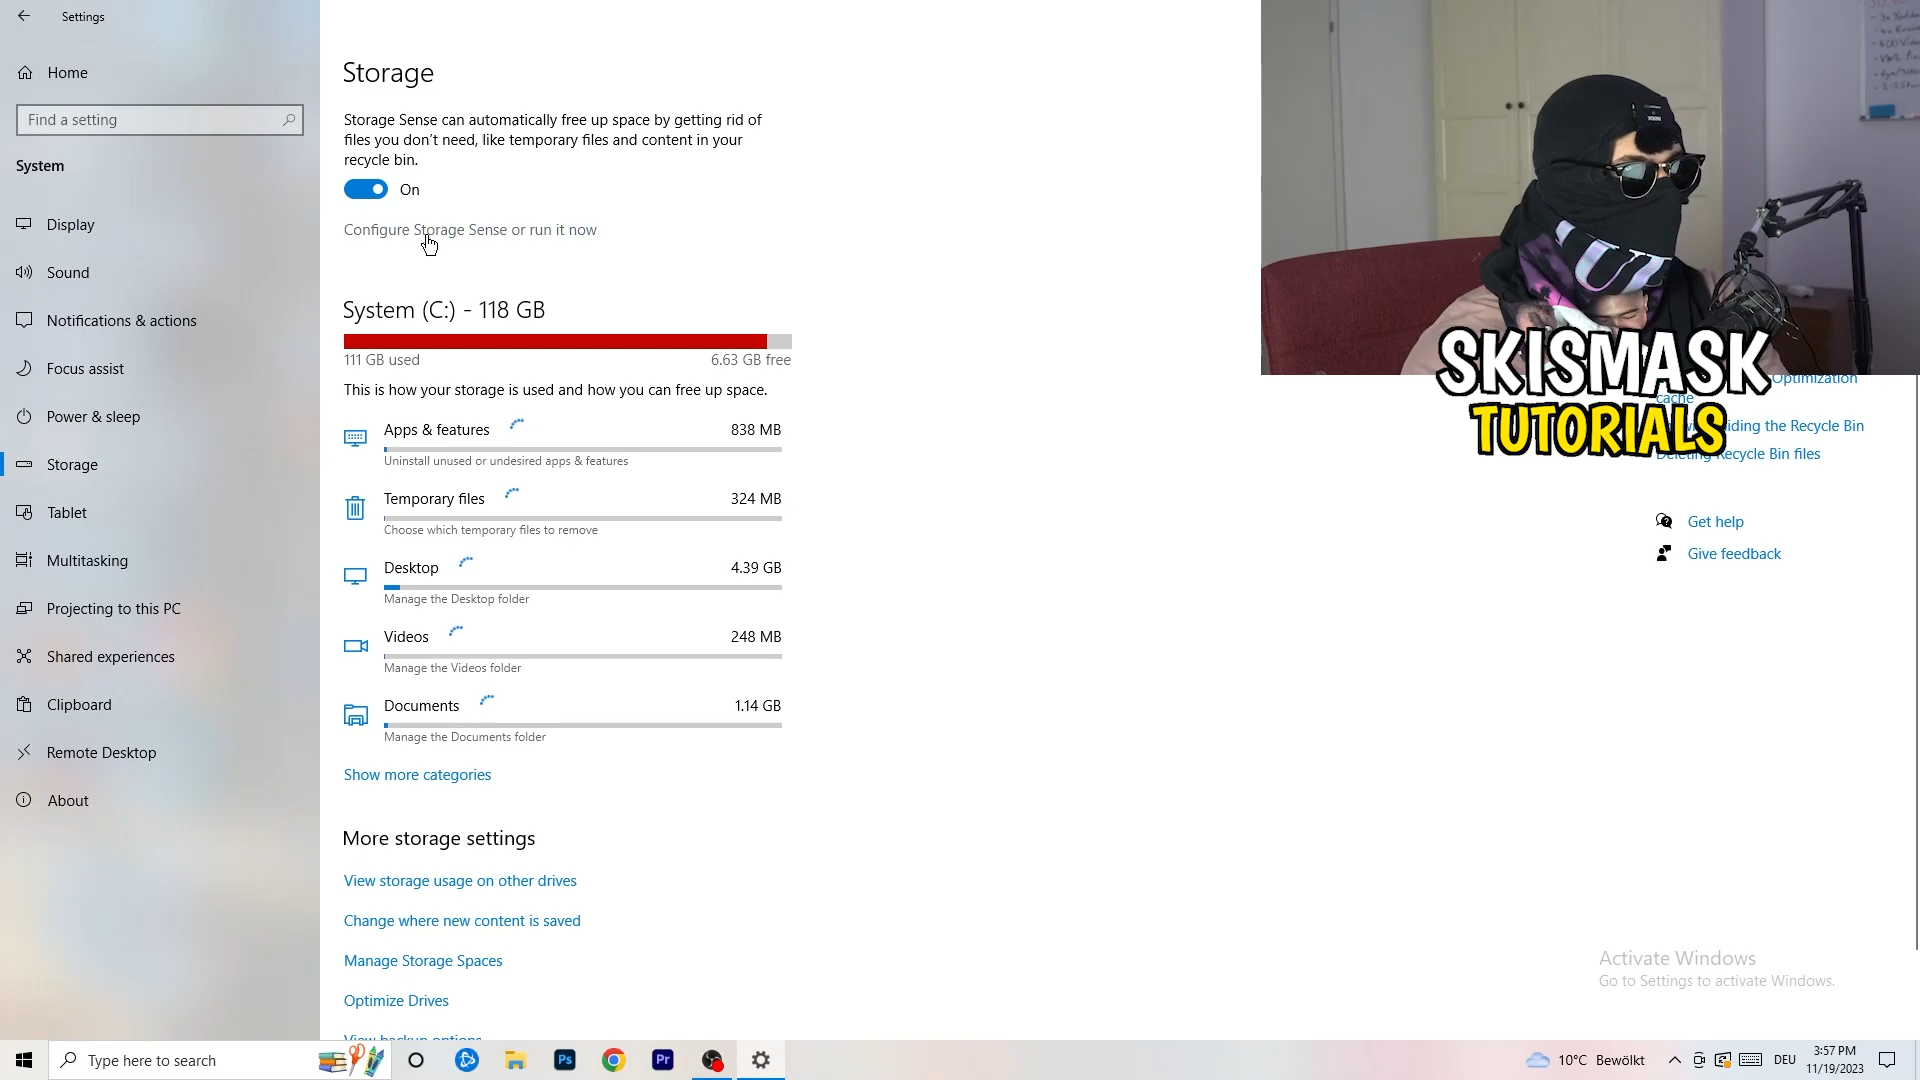 Settings
Home
Find a setting
System
Display
Sound
Notifications & actions
Focus assist
Power & sleep
Storage
Tablet
Multitasking
Projecting to this PC
Shared experiences
Clipboard
Remote Desktop
About
Storage
Storage Sense can automatically free up space by getting rid of
files you don't need, like temporary files and content in your
recycle bin.
On
Configure Storage Sense or run it now
System (C:) - 118 GB
111 GB used
6.63 GB free
This is how your storage is used and how you can free up space.
Apps & features
838 MB
Uninstall unused or undesired apps & features
Temporary files
324 MB
Choose which temporary files to remove
Desktop
4.39 GB
Manage the Desktop folder
Videos
248 MB
Manage the Videos folder
Documents
1.14 GB
Manage the Documents folder
Show more categories
More storage settings
View storage usage on other drives
Change where new content is saved
Manage Storage Spaces
Optimize Drives
View backup options
SKISMASK
TUTORIALS
Optimization
cache
the Recycle Bin
Recycle Bin files
Get help
Give feedback
Activate Windows
Go to Settings to activate Windows.
Type here to search
Ps
Pr
10°C Bewölkt
DEU
3:57 PM
11/19/2023